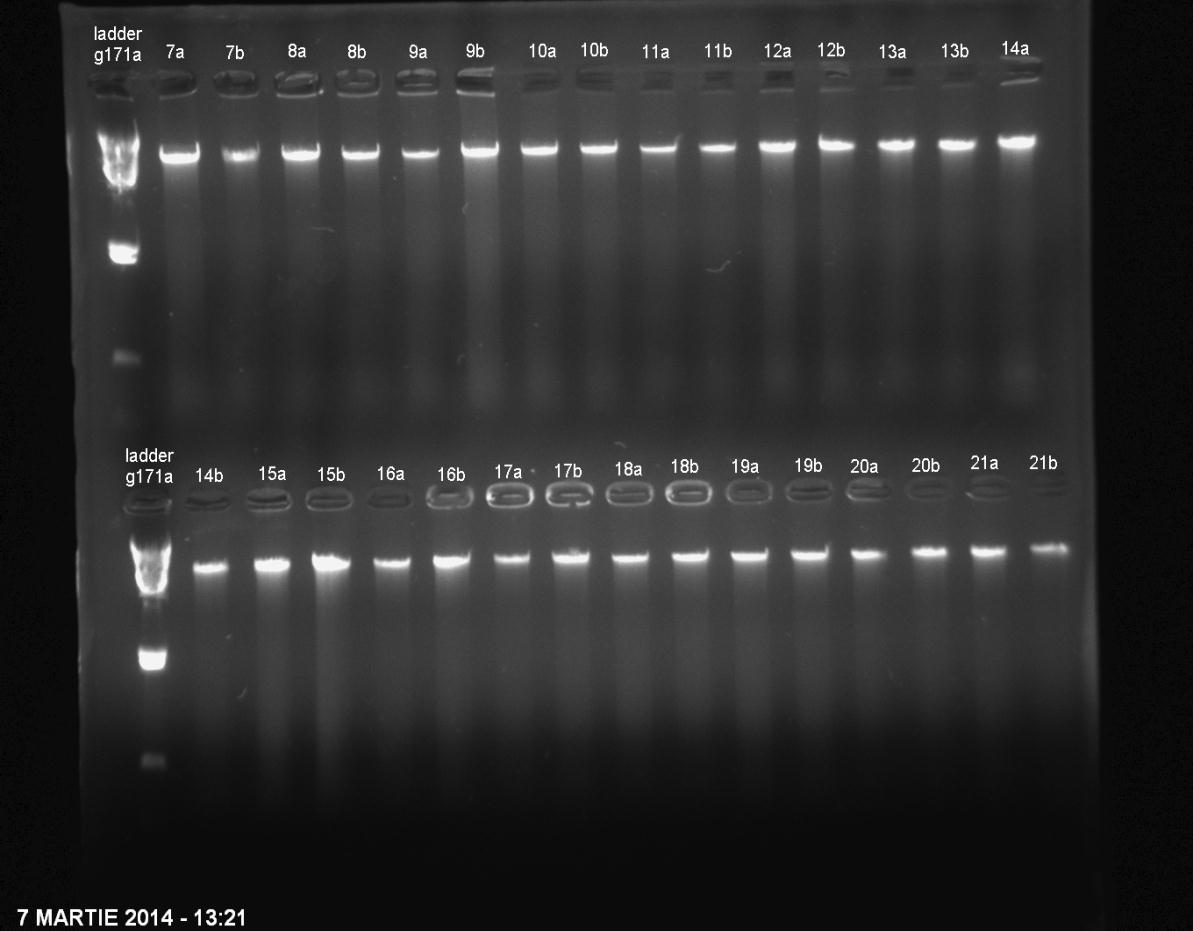 ladder
g171a 7a 7b 8a 8b 9a 9b 10a 10b 11a 11b 12a 12b 13a 13b 14a
ladder
g171a 14b 15a 15b 16a 16b 17a 17b 18a 18b 19a 19b 20a 20b 21a 21b
7 MARTIE 2014 - 13:21